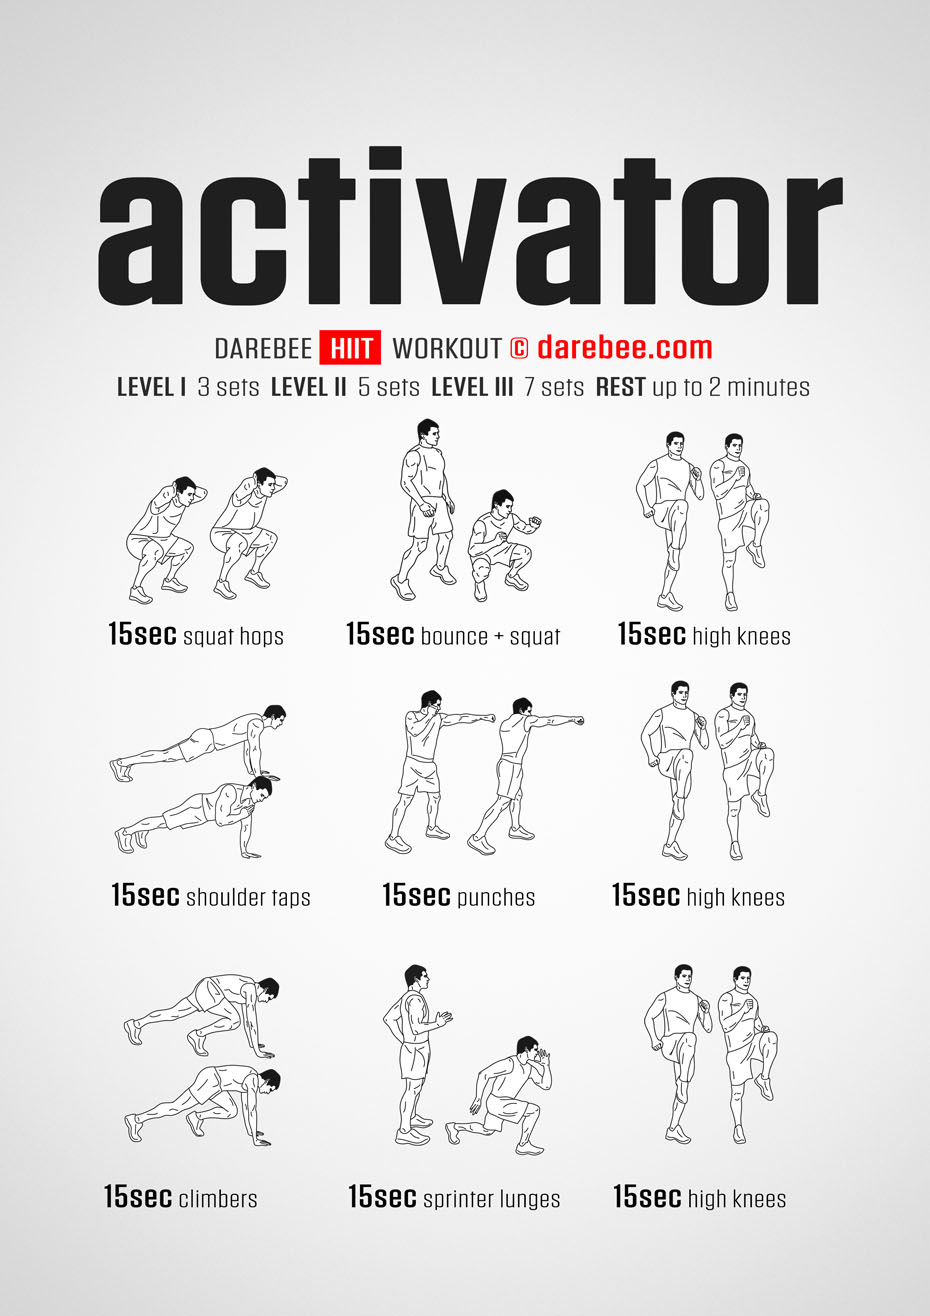 activator
DAREBEE HIIT WORKOUT © darebee.com
LEVEL I 3 sets LEVEL II 5 sets LEVEL III 7 sets REST up to 2 minutes
15sec squat hops
15sec bounce + squat
15sec high knees
15sec shoulder taps
15sec punches
15sec high knees
15sec climbers
15sec sprinter lunges
15sec high knees